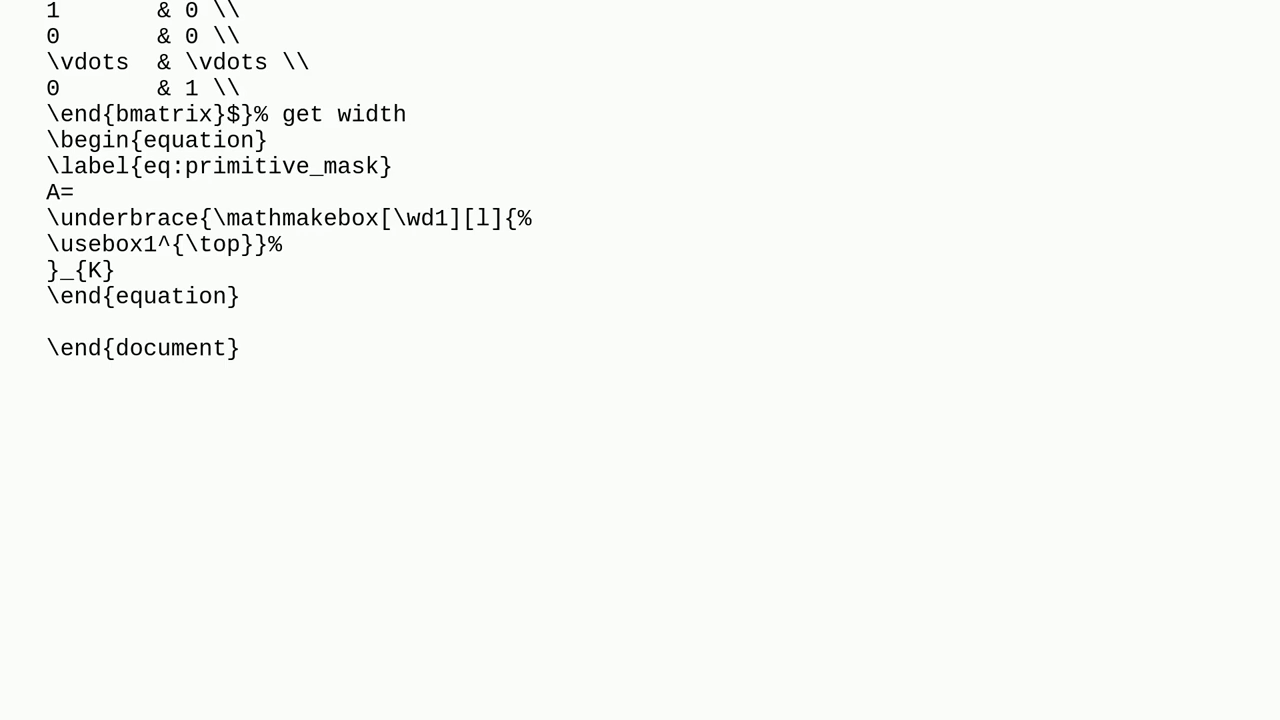 1       & 0 \\
0       & 0 \\
\vdots  & \vdots \\
0       & 1 \\
\end{bmatrix}$}% get width
\begin{equation}
\label{eq:primitive_mask}
A=
\underbrace{\mathmakebox[\wd1][l]{%
\usebox1^{\top}}%
}_{K}
\end{equation}

\end{document}